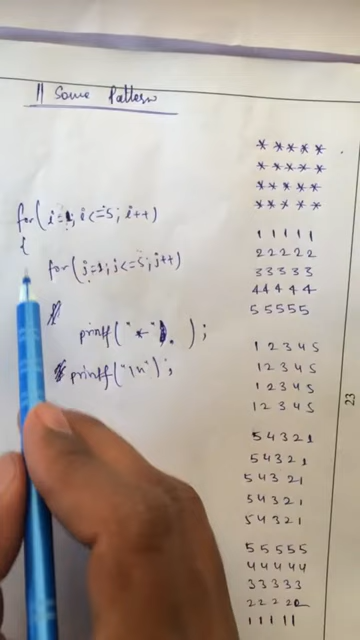 // Some Pattern
for(i=1; i<=5; i++)
{
for(j=1; j<=5; j++)
printf("*");
printf("\n");
* * * * *
* * * * *
* * * * *
* * * * *
1 1 1 1 1
2 2 2 2 2
3 3 3 3 3
4 4 4 4 4
5 5 5 5 5
1 2 3 4 5
1 2 3 4 5
1 2 3 4 5
1 2 3 4 5
5 4 3 2 1
5 4 3 2 1
5 4 3 2 1
5 4 3 2 1
5 4 3 2 1
5 5 5 5 5
4 4 4 4 4
3 3 3 3 3
2 2 2 2 2
1 1 1 1 1
23